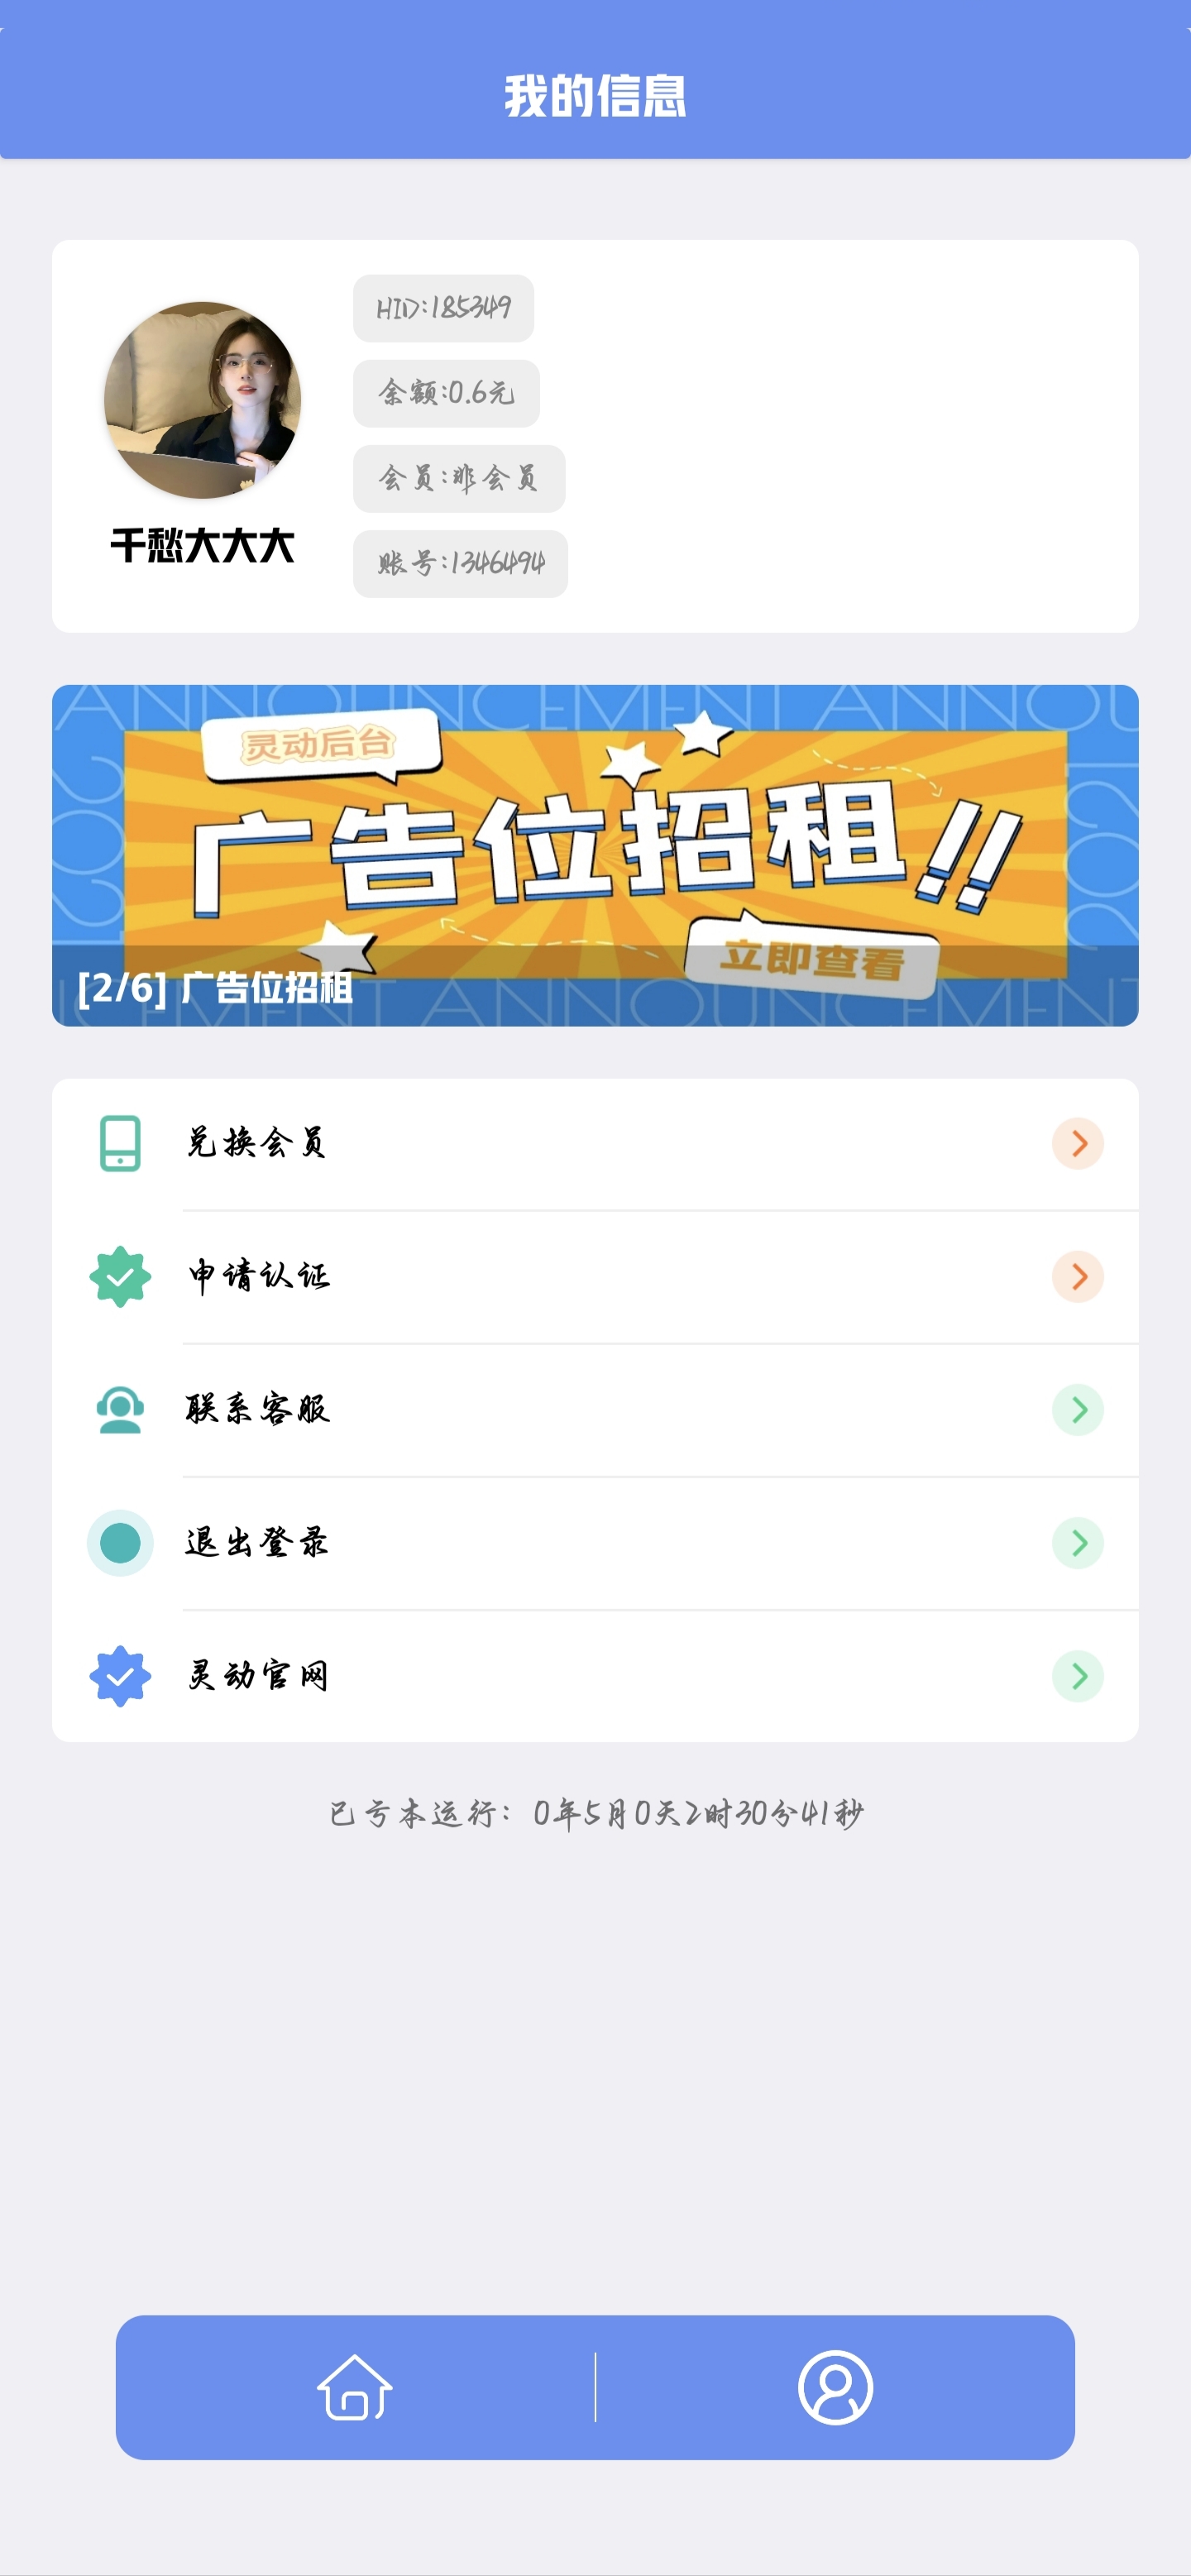 我的信息
HID:185349
余额:0.6元
会员:非会员
账号:1346494
千愁大大大
ANNOUNCEMENT ANNOU
灵动后台
广告位招租!!
立即查看
[2/6] 广告位招租
CEMENT ANNOUNCEMENT
兑换会员
申请认证
联系客服
退出登录
灵动官网
已亏本运行：0年5月0天2时30分41秒